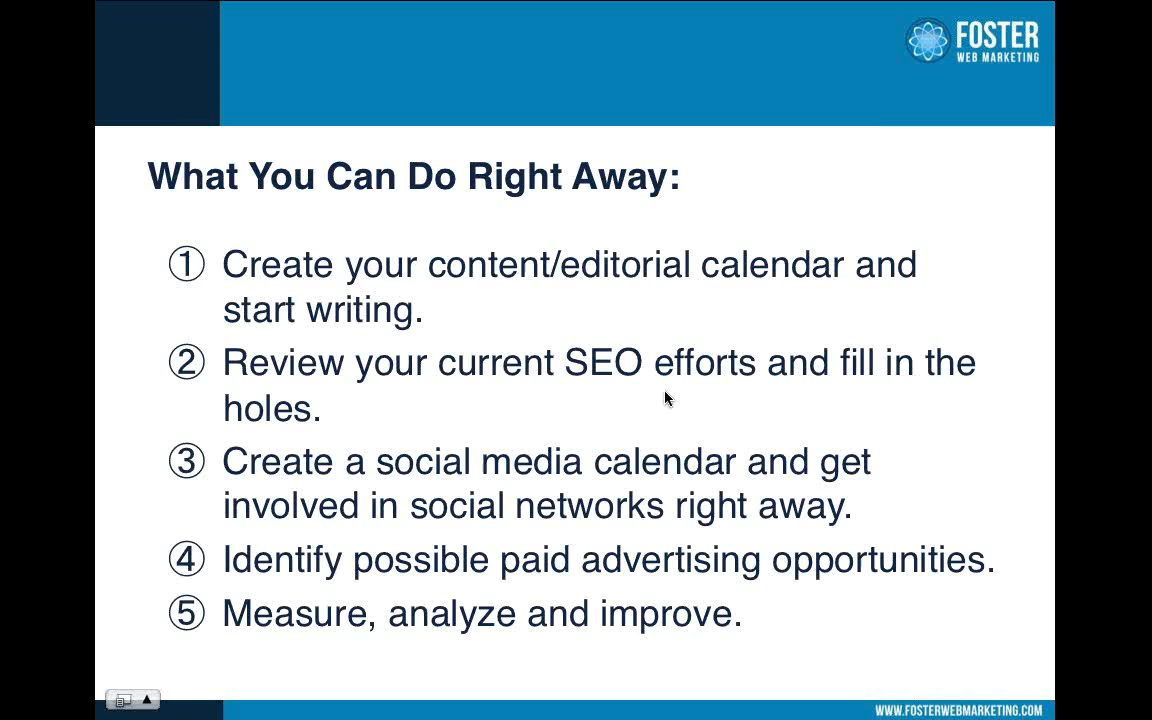 FOSTER
WEB MARKETING
What You Can Do Right Away:
① Create your content/editorial calendar and
start writing.
② Review your current SEO efforts and fill in the
holes.
③ Create a social media calendar and get
involved in social networks right away.
④ Identify possible paid advertising opportunities.
⑤ Measure, analyze and improve.
WWW.FOSTERWEBMARKETING.COM